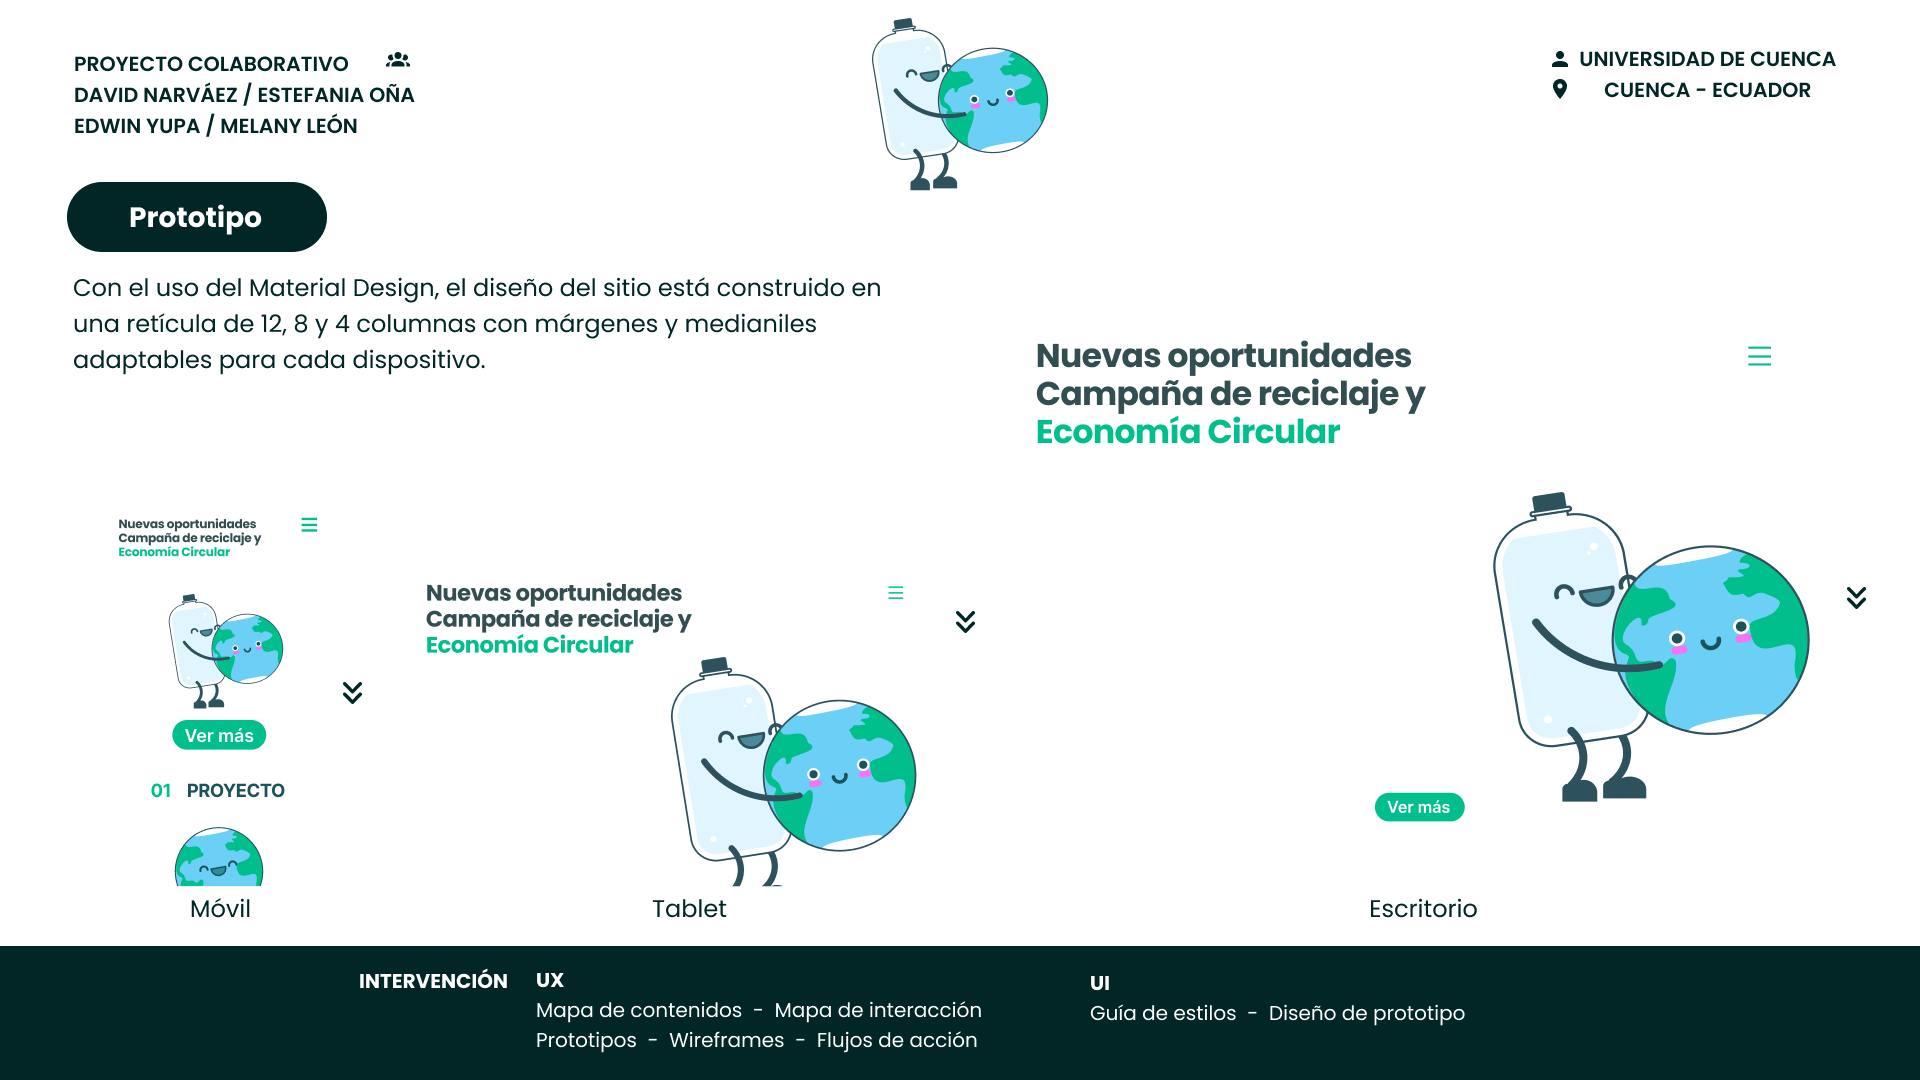 PROYECTO COLABORATIVO
DAVID NARVÁEZ / ESTEFANIA OÑA
EDWIN YUPA / MELANY LEÓN
UNIVERSIDAD DE CUENCA
CUENCA - ECUADOR
Prototipo
Con el uso del Material Design, el diseño del sitio está construido en
una retícula de 12, 8 y 4 columnas con márgenes y medianiles
adaptables para cada dispositivo.
Nuevas oportunidades
Campaña de reciclaje y
Economía Circular
Ver más
01 PROYECTO
Móvil
Nuevas oportunidades
Campaña de reciclaje y
Economía Circular
Tablet
Nuevas oportunidades
Campaña de reciclaje y
Economía Circular
Ver más
Escritorio
INTERVENCIÓN
UX
Mapa de contenidos - Mapa de interacción
Prototipos - Wireframes - Flujos de acción
UI
Guía de estilos - Diseño de prototipo